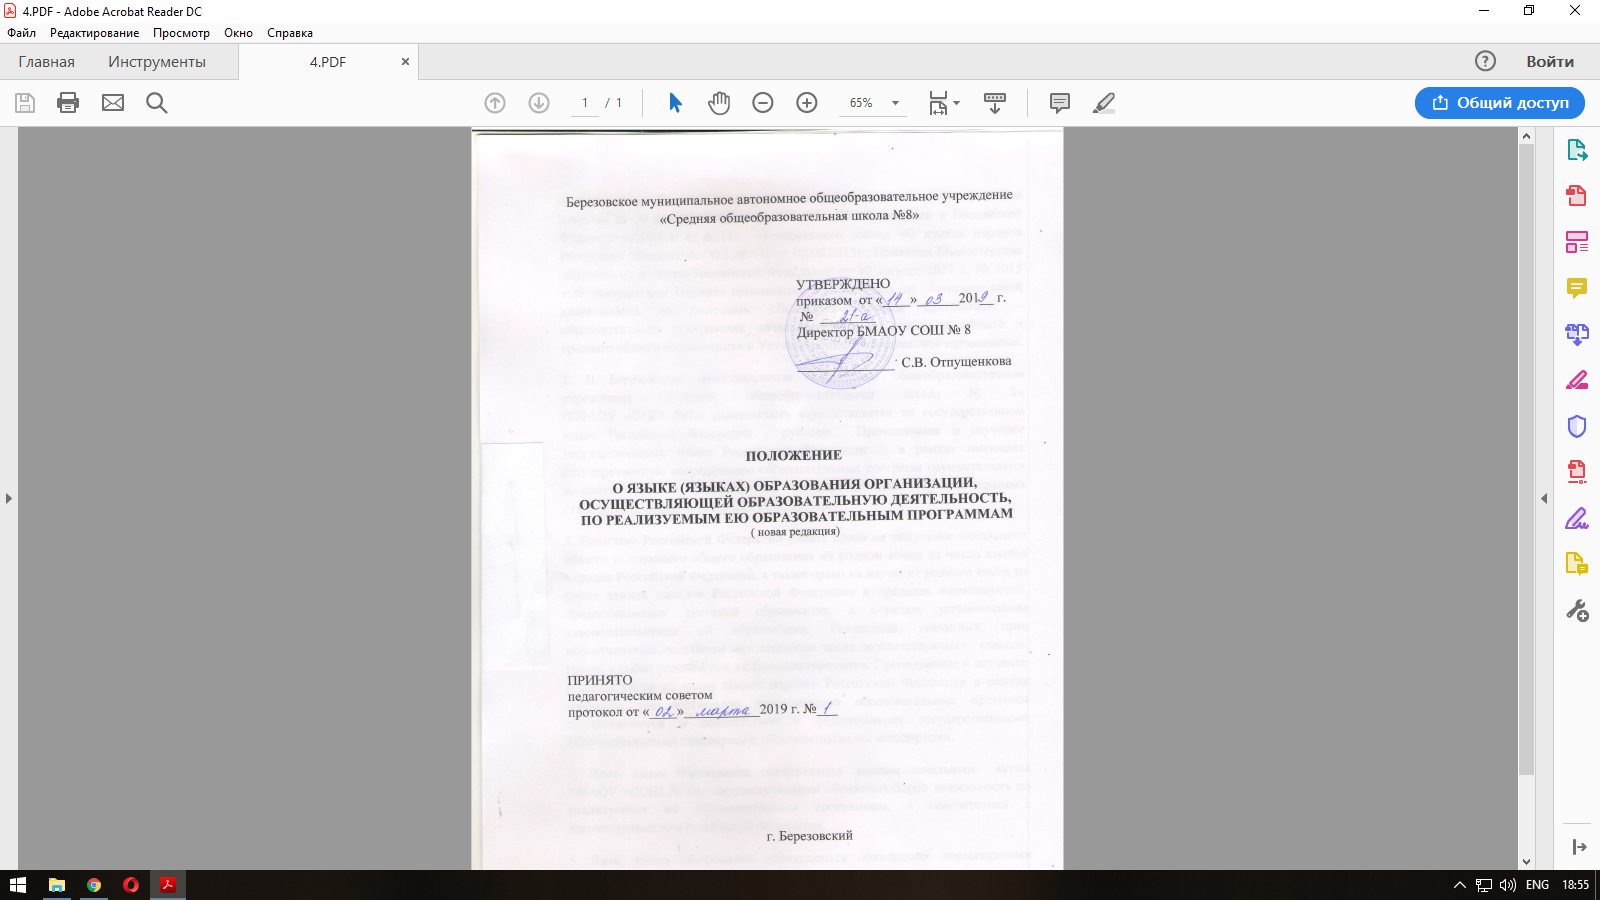 4.PDF - Adobe Acrobat Reader DC
Файл Редактирование Просмотр Окно Справка
Главная Инструменты 4.PDF Войти
1 / 1 65% Общий доступ
Березовское муниципальное автономное общеобразовательное учреждение
«Средняя общеобразовательная школа №8»
УТВЕРЖДЕНО
приказом от «14» 03 2019 г.
№ 21-а
Директор БМАОУ СОШ № 8
С.В. Отпущенкова
ПОЛОЖЕНИЕ
О ЯЗЫКЕ (ЯЗЫКАХ) ОБРАЗОВАНИЯ ОРГАНИЗАЦИИ,
ОСУЩЕСТВЛЯЮЩЕЙ ОБРАЗОВАТЕЛЬНУЮ ДЕЯТЕЛЬНОСТЬ,
ПО РЕАЛИЗУЕМЫМ ЕЮ ОБРАЗОВАТЕЛЬНЫМ ПРОГРАММАМ
( новая редакция)
ПРИНЯТО
педагогическим советом
протокол от «02» марта 2019 г. № 1
г. Березовский
ENG 18:55